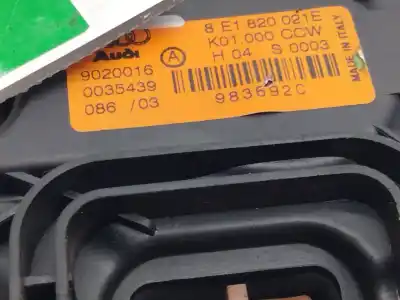 8 E1 820 021E
K01 000 CCW
Audi
A
H 04 S 0003
9020016
0035439
983692C
086 / 03
MADE IN ITALY